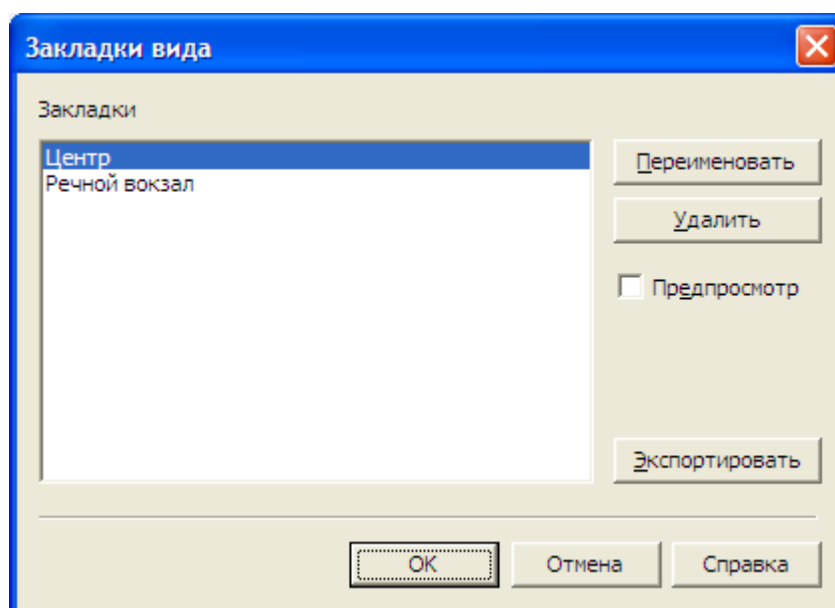 Закладки вида
Закладки
Центр
Речной вокзал
Переименовать
Удалить
Предпросмотр
Экспортировать
OK
Отмена
Справка